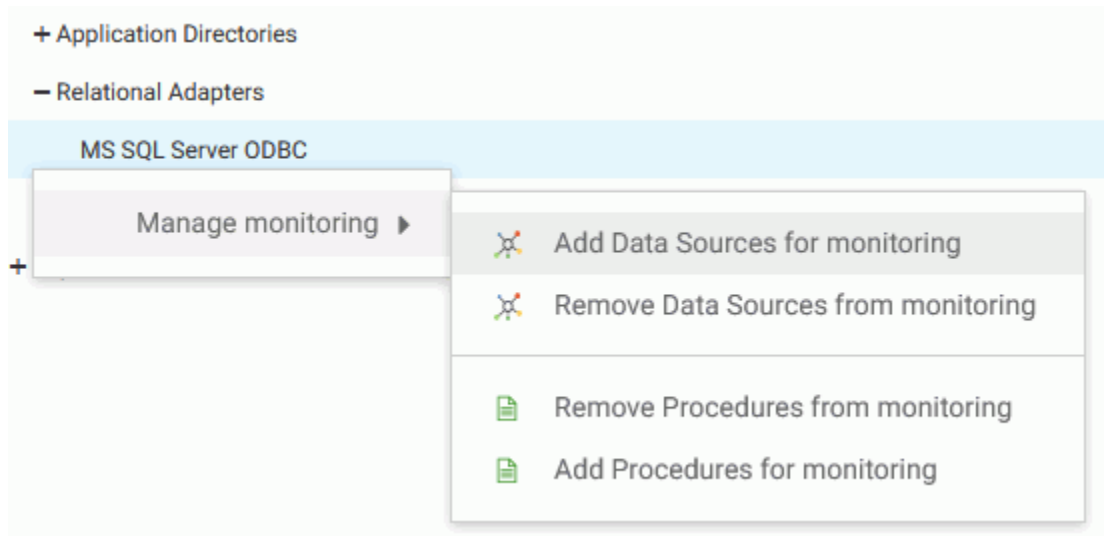 Application Directories
Relational Adapters
MS SQL Server ODBC
Manage monitoring
Add Data Sources for monitoring
Remove Data Sources from monitoring
Remove Procedures from monitoring
Add Procedures for monitoring